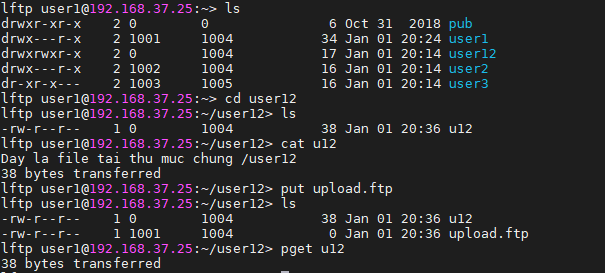 lftp user1@192.168.37.25:~> ls
drwxr-xr-x    2 0        0               6 Oct 31  2018 pub
drwx---r-x    2 1001     1004           34 Jan 01 20:24 user1
drwxrwxr-x    2 0        1004           17 Jan 01 20:14 user12
drwx---r-x    2 1002     1004           16 Jan 01 20:14 user2
dr-xr-x---    2 1003     1005           16 Jan 01 20:14 user3
lftp user1@192.168.37.25:~> cd user12
lftp user1@192.168.37.25:~/user12> ls
-rw-r--r--    1 0        1004           38 Jan 01 20:36 u12
lftp user1@192.168.37.25:~/user12> cat u12
Day la file tai thu muc chung /user12
38 bytes transferred
lftp user1@192.168.37.25:~/user12> put upload.ftp
lftp user1@192.168.37.25:~/user12> ls
-rw-r--r--    1 0        1004           38 Jan 01 20:36 u12
-rw-r--r--    1 1001     1004            0 Jan 01 20:36 upload.ftp
lftp user1@192.168.37.25:~/user12> pget u12
38 bytes transferred